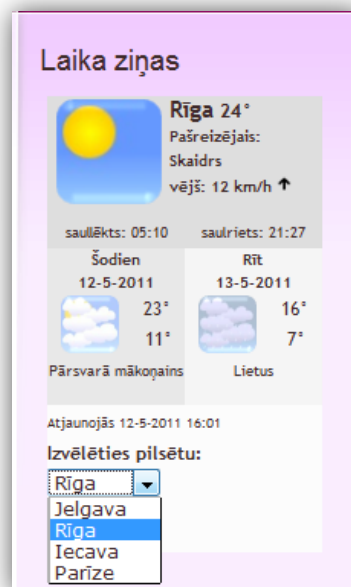 Laika ziņas
Rīga 24°
Pašreizējais:
Skaidrs
vējš: 12 km/h ↑
saullēkts: 05:10 saulriets: 21:27
Šodien Rīt
12-5-2011 13-5-2011
23° 16°
11° 7°
Pārsvarā mākoņains Lietus
Atjaunojās 12-5-2011 16:01
Izvēlēties pilsētu:
Rīga
Jelgava
Rīga
Iecava
Parīze